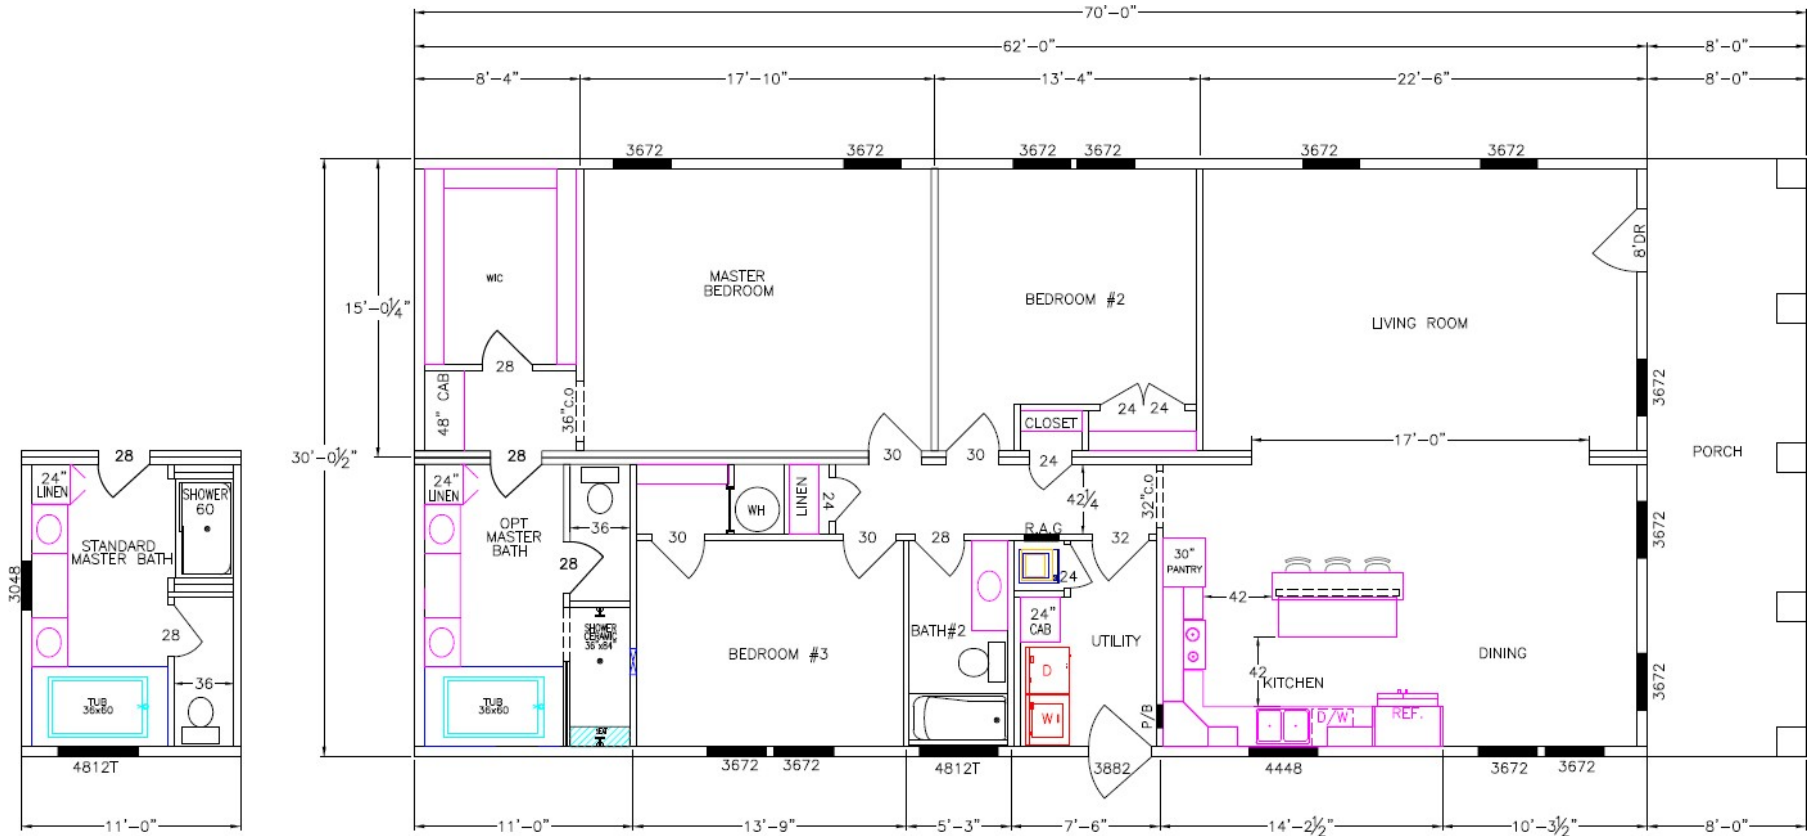 70'-0"
62'-0"
8'-0"
8'-4"
17'-10"
13'-4"
22'-6"
8'-0"
3672
3672
3672
3672
3672
3672
8'DR
MASTER
BEDROOM
WIC
BEDROOM #2
LIVING ROOM
15'-0¼"
28
48" CAB
36"C.O
3672
24 24
CLOSET
17'-0"
PORCH
30'-0½"
28
28
30
30
24
24"
LINEN
SHOWER
60
24"
LINEN
36
WH
LINEN
24
42¼
32"C.O
OPT
MASTER
BATH
STANDARD
MASTER BATH
3048
30
30
28
R.A.G
32
3672
28
30"
PANTRY
24
42
28
SHOWER
CERAMIC
36"x84"
24"
CAB
BATH#2
UTILITY
BEDROOM #3
DINING
D
42
KITCHEN
3672
36
TUB
36x60
TUB
36x60
SEAT
W
P/B
D/W
REF.
4812T
3672
3672
4812T
3882
4448
3672
3672
11'-0"
11'-0"
13'-9"
5'-3"
7'-6"
14'-2½"
10'-3½"
8'-0"